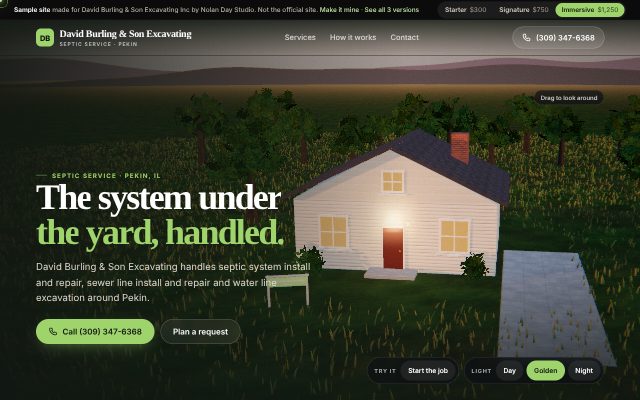 Sample site made for David Burling & Son Excavating Inc by Nolan Day Studio. Not the official site. Make it mine · See all 3 versions
Starter $300 Signature $750 Immersive $1,250
DB David Burling & Son Excavating
SEPTIC SERVICE · PEKIN
Services How it works Contact
(309) 347-6368
Drag to look around
SEPTIC SERVICE · PEKIN, IL
The system under
the yard, handled.
David Burling & Son Excavating handles septic system install
and repair, sewer line install and repair and water line
excavation around Pekin.
Call (309) 347-6368 Plan a request
TRY IT Start the job LIGHT Day Golden Night